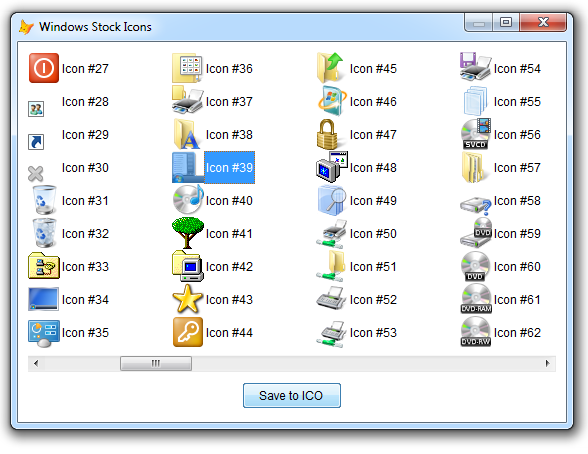 Windows Stock Icons
Icon #27
Icon #28
Icon #29
Icon #30
Icon #31
Icon #32
Icon #33
Icon #34
Icon #35
Icon #36
Icon #37
Icon #38
Icon #39
Icon #40
Icon #41
Icon #42
Icon #43
Icon #44
Icon #45
Icon #46
Icon #47
Icon #48
Icon #49
Icon #50
Icon #51
Icon #52
Icon #53
Icon #54
Icon #55
SVCD
Icon #56
Icon #57
Icon #58
DVD
Icon #59
DVD
Icon #60
DVD-RAM
Icon #61
DVD-RW
Icon #62
Save to ICO